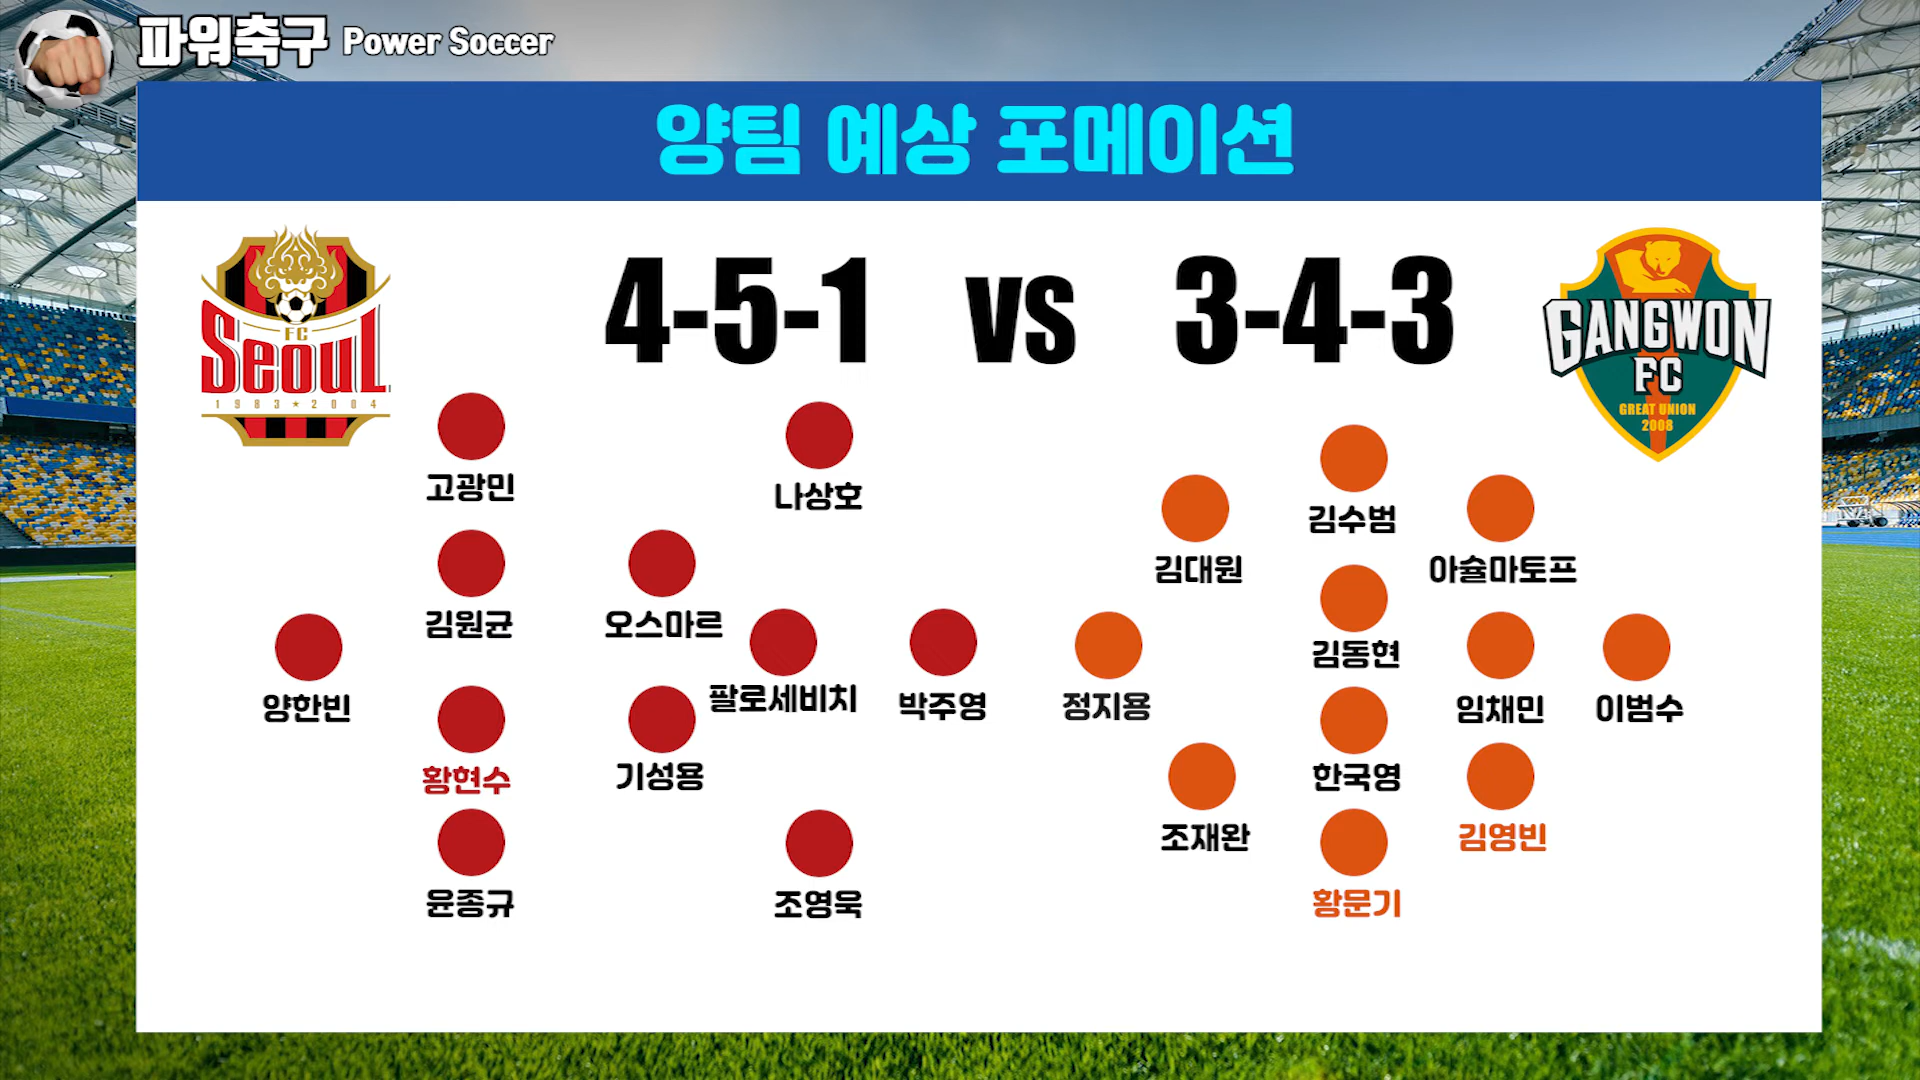 파워축구 Power Soccer
양팀 예상 포메이션
FC
Seoul
1983★2004
4-5-1 vs 3-4-3
GANGWON
FC
GREAT UNION
2008
고광민
나상호
김수범
김대원
아슐마토프
김원균
오스마르
김동현
양한빈
팔로세비치
박주영
정지용
임채민
이범수
황현수
기성용
한국영
조재완
김영빈
윤종규
조영욱
황문기